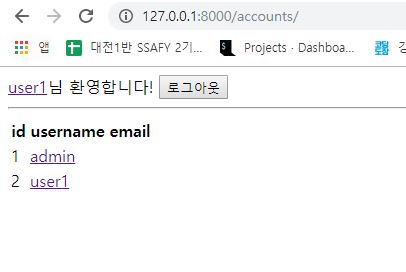 127.0.0.1:8000/accounts/
앱 대전1반 SSAFY 2기... Projects · Dashboa...
user1님 환영합니다! 로그아웃
id username email
1 admin
2 user1